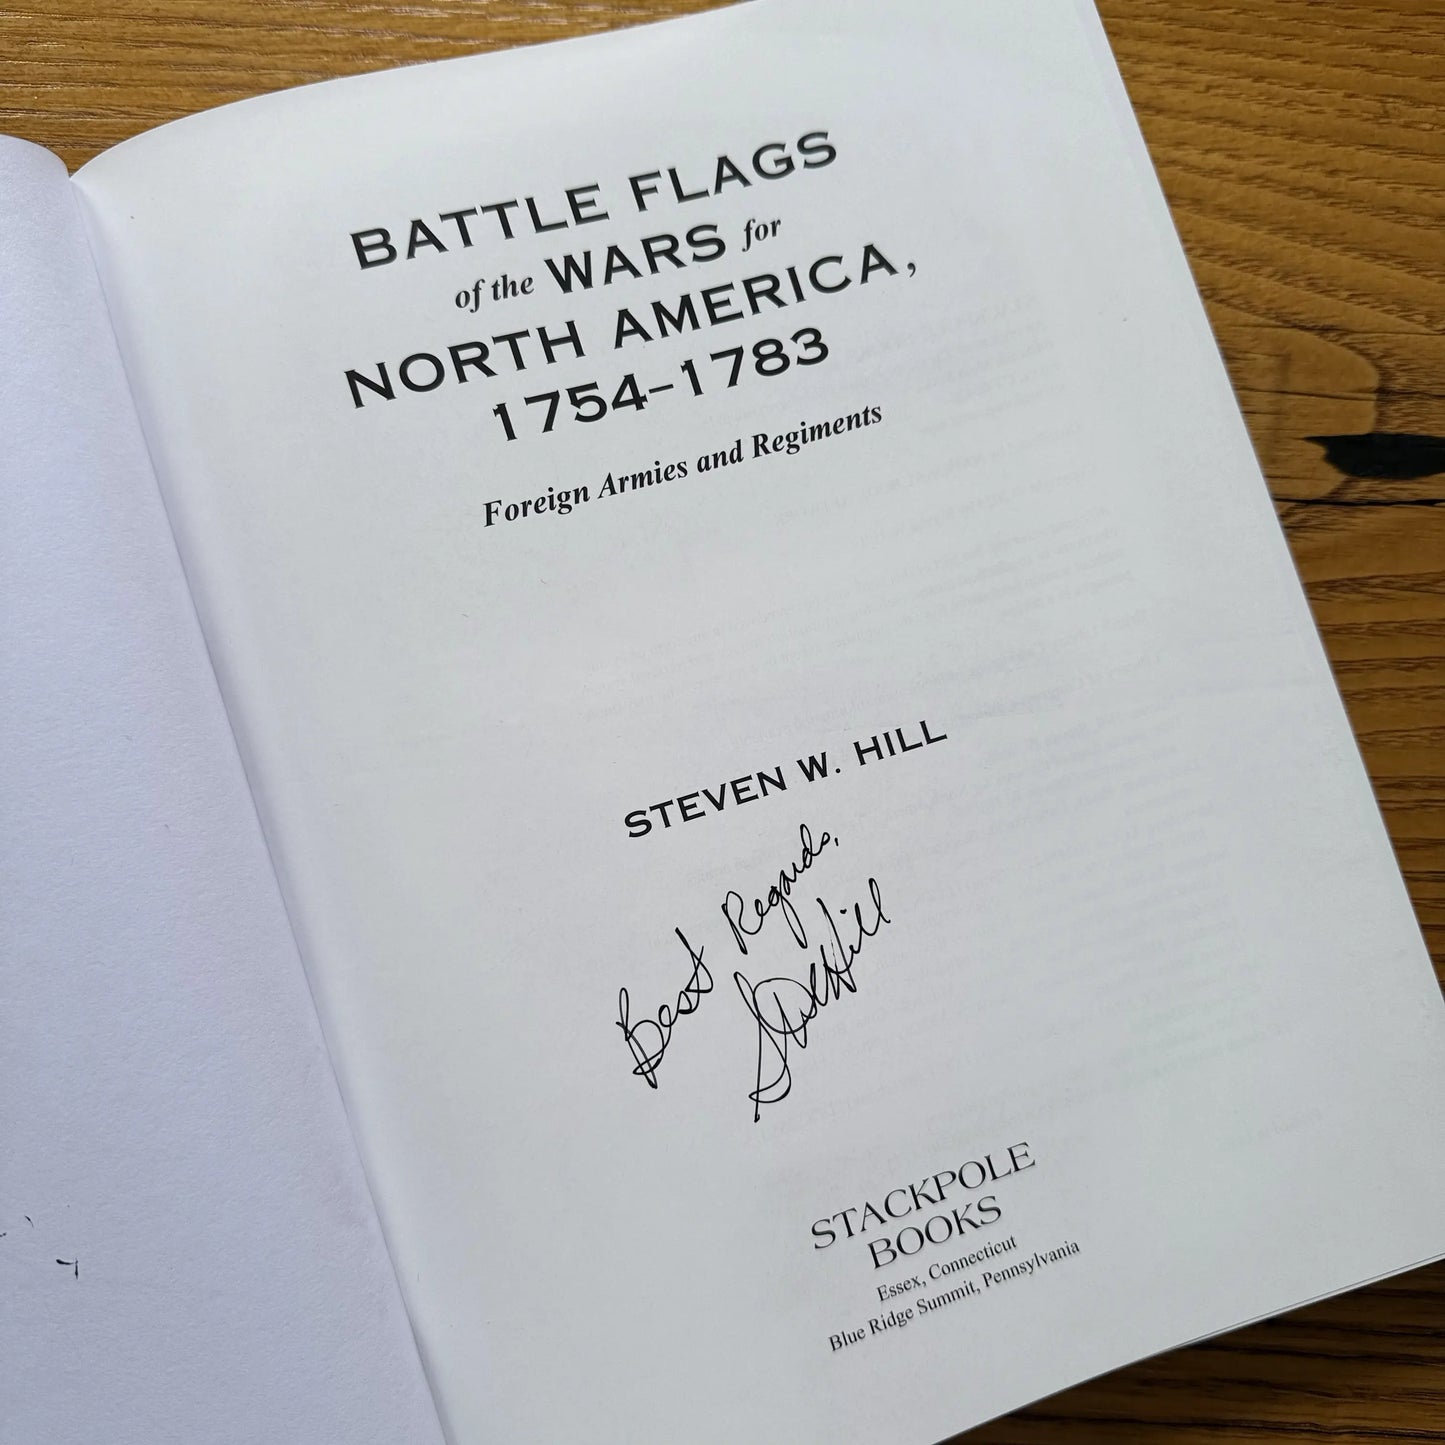 BATTLE FLAGS
of the WARS for
NORTH AMERICA,
1754–1783
Foreign Armies and Regiments
STEVEN W. HILL
Best Regards,
SWHill
STACKPOLE
BOOKS
Essex, Connecticut
Blue Ridge Summit, Pennsylvania